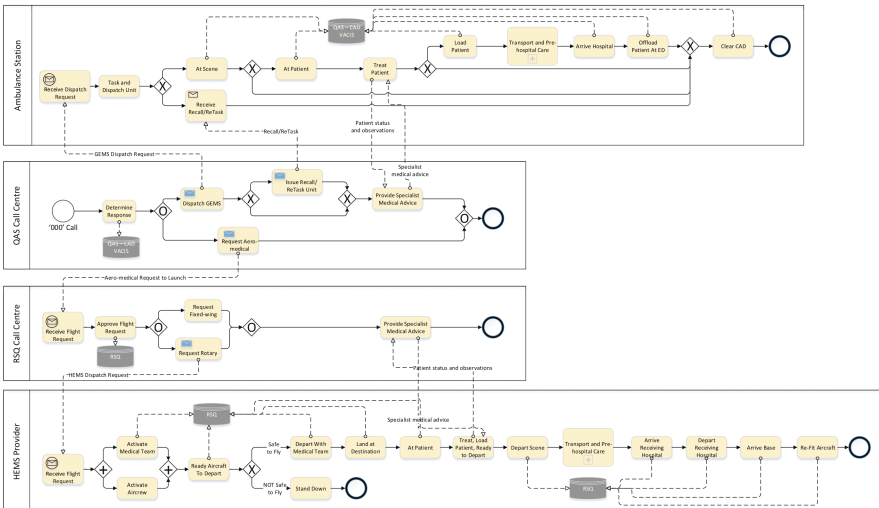 Ambulance Station
QAS – CAD
VACIS
At Scene
At Patient
Treat
Patient
Load
Patient
Transport and Pre-
hospital Care
Arrive Hospital
Offload
Patient At ED
Clear CAD
Receive Dispatch
Request
Task and
Dispatch Unit
Receive
Recall/ReTask
Recall/ReTask
Patient status
and observations
Specialist
medical advice
GEMS Dispatch Request
QAS Call Centre
'000' Call
Determine
Response
QAS – CAD
VACIS
Dispatch GEMS
Issue Recall/
ReTask Unit
Provide Specialist
Medical Advice
Request Aero-
medical
Aero-medical Request to Launch
RSQ Call Centre
Receive Flight
Request
Approve Flight
Request
RSQ
Request
Fixed-wing
Request Rotary
Provide Specialist
Medical Advice
HEMS Dispatch Request
Patient status and observations
Specialist medical advice
HEMS Provider
Receive Flight
Request
Activate
Medical Team
Activate
Aircrew
RSQ
Ready Aircraft
To Depart
Safe
to Fly
NOT Safe
to Fly
Depart With
Medical Team
Stand Down
Land at
Destination
At Patient
Treat, Load
Patient, Ready
to Depart
Depart Scene
Transport and Pre-
hospital Care
Arrive
Receiving
Hospital
Depart
Receiving
Hospital
Arrive Base
Re-Fit Aircraft
RSQ